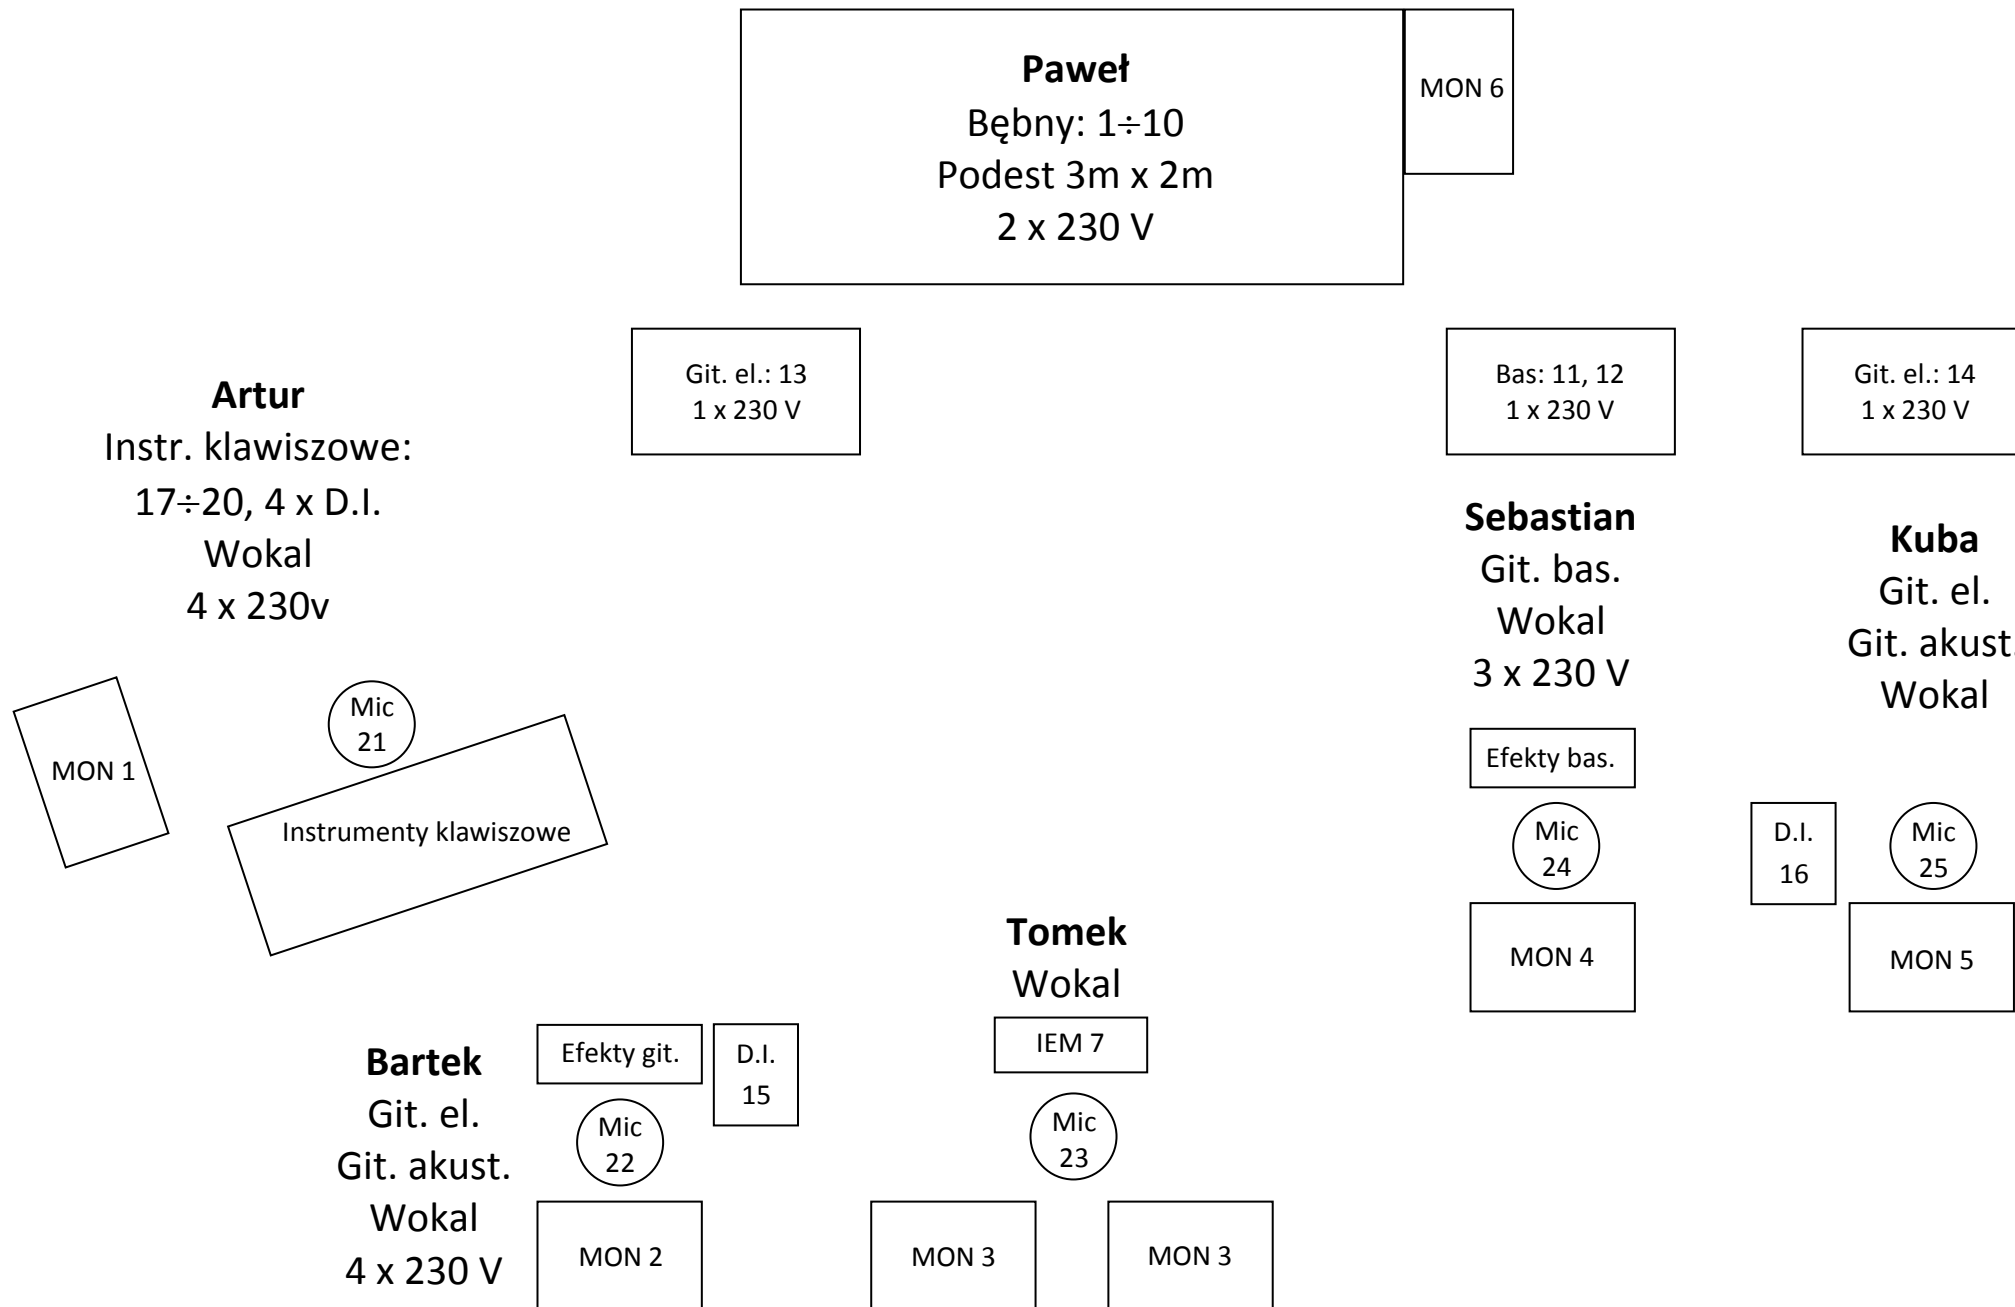 Paweł
Bębny: 1÷10
Podest 3m x 2m
2 x 230 V
MON 6
Git. el.: 13
1 x 230 V
Bas: 11, 12
1 x 230 V
Git. el.: 14
1 x 230 V
Artur
Instr. klawiszowe:
17÷20, 4 x D.I.
Wokal
4 x 230v
Sebastian
Git. bas.
Wokal
3 x 230 V
Kuba
Git. el.
Git. akust.
Wokal
MON 1
Mic
21
Instrumenty klawiszowe
Efekty bas.
Mic
24
D.I.
16
Mic
25
MON 4
MON 5
Tomek
Wokal
IEM 7
Mic
23
MON 3
MON 3
Bartek
Git. el.
Git. akust.
Wokal
4 x 230 V
Efekty git.
D.I.
15
Mic
22
MON 2